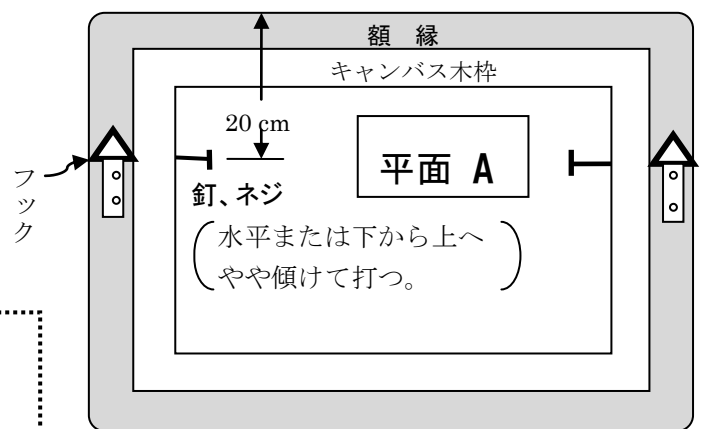 額 縁
キャンバス木枠
20 cm
平面 A
釘、ネジ
水平または下から上へ
やや傾けて打つ。
フック